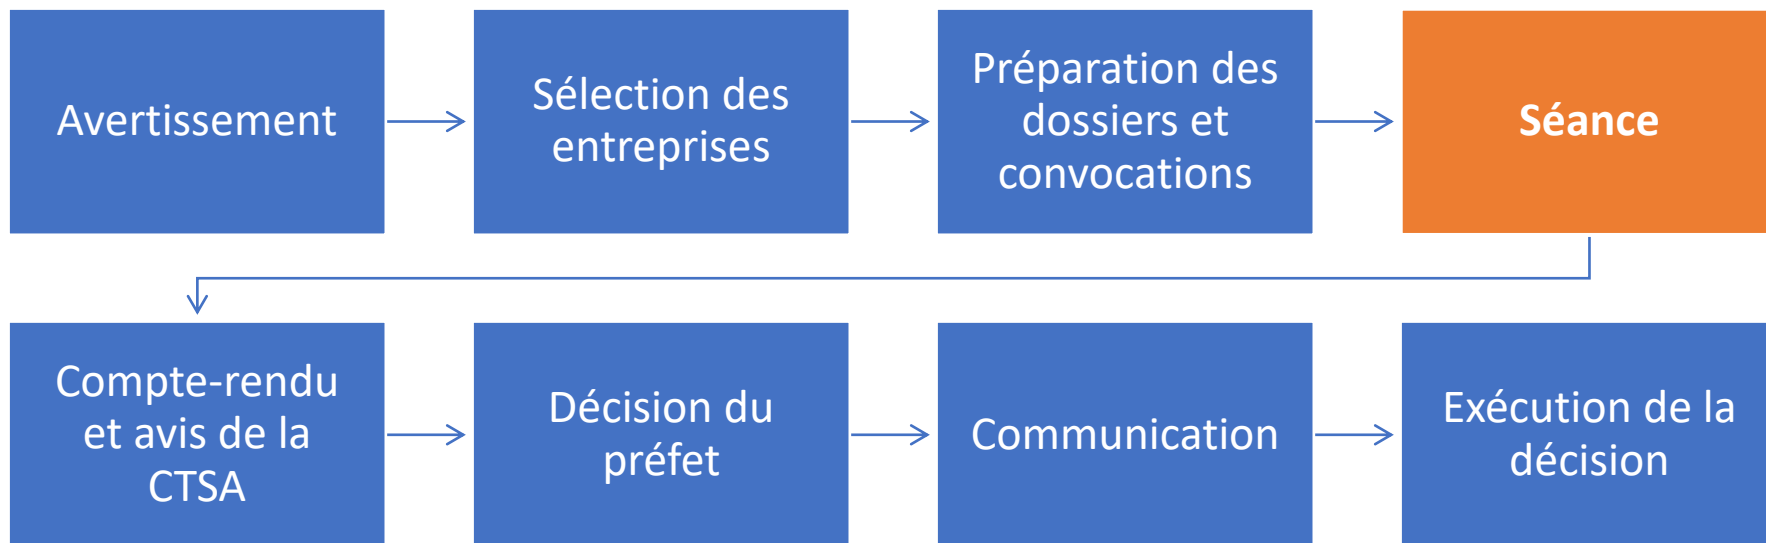 Avertissement
Sélection des
entreprises
Préparation des
dossiers et
convocations
Séance
Compte-rendu
et avis de la
CTSA
Décision du
préfet
Communication
Exécution de la
décision